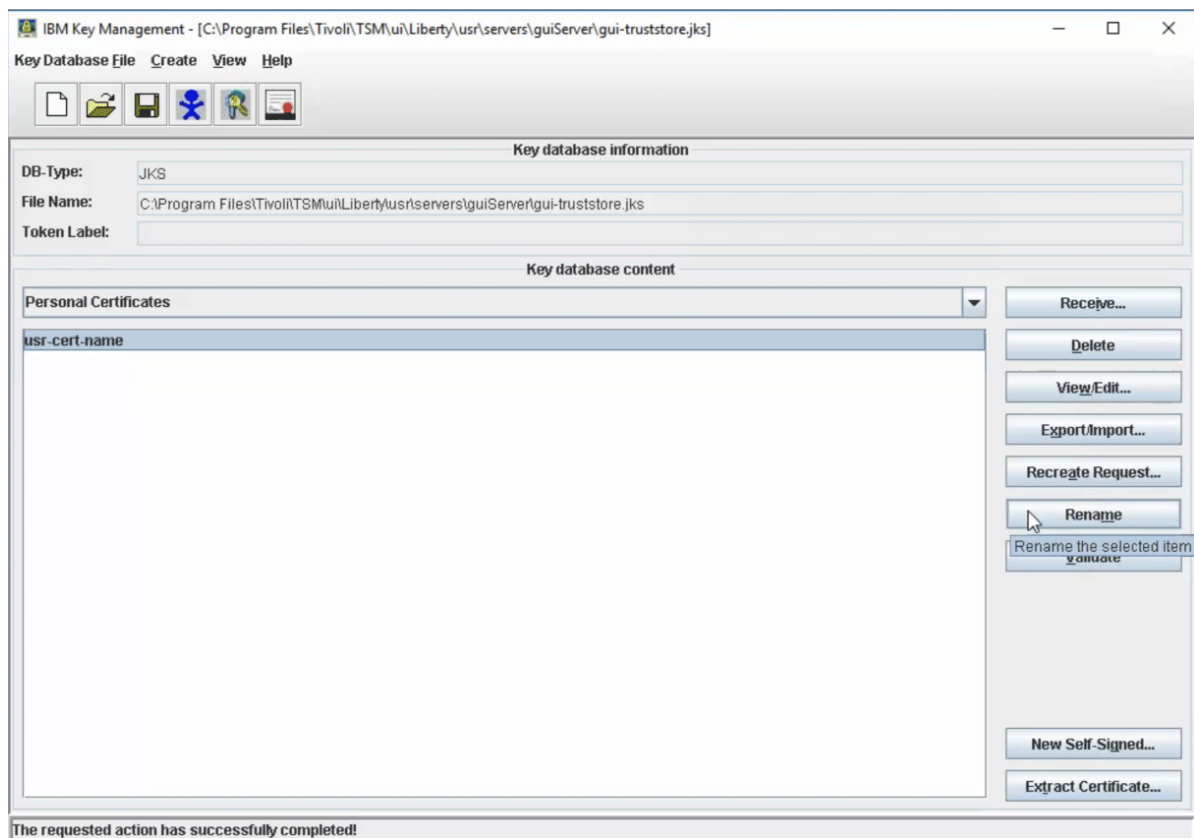 IBM Key Management - [C:\Program Files\Tivoli\TSM\ui\Liberty\usr\servers\guiServer\gui-truststore.jks]
Key Database File Create View Help
Key database information
DB-Type: JKS
File Name: C:\Program Files\Tivoli\TSM\ui\Liberty\usr\servers\guiServer\gui-truststore.jks
Token Label:
Key database content
Personal Certificates
Receive...
usr-cert-name
Delete
View/Edit...
Export/Import...
Recreate Request...
Rename
Rename the selected item
Validate
New Self-Signed...
Extract Certificate...
The requested action has successfully completed!